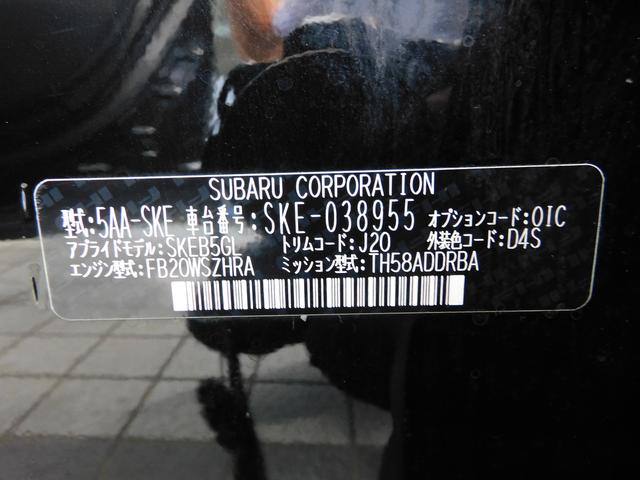 SUBARU CORPORATION
型式:5AA-SKE 車台番号:SKE-038955 オプションコード:OIC
アプライドモデル:SKEB5GL トリムコード:J20 外装色コード:D4S
エンジン型式:FB20WSZHRA ミッション型式:TH58ADDRBA